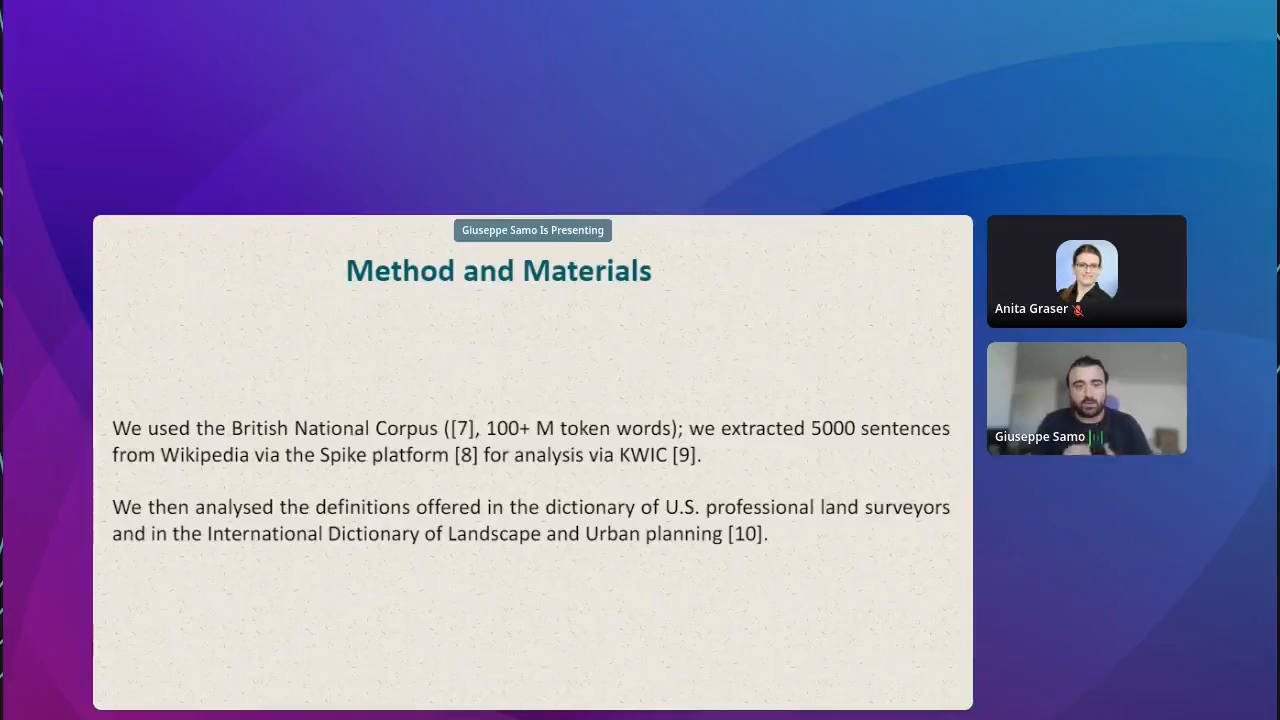 Giuseppe Samo Is Presenting
Method and Materials
We used the British National Corpus ([7], 100+ M token words); we extracted 5000 sentences
from Wikipedia via the Spike platform [8] for analysis via KWIC [9].
We then analysed the definitions offered in the dictionary of U.S. professional land surveyors
and in the International Dictionary of Landscape and Urban planning [10].
Anita Graser
Giuseppe Samo